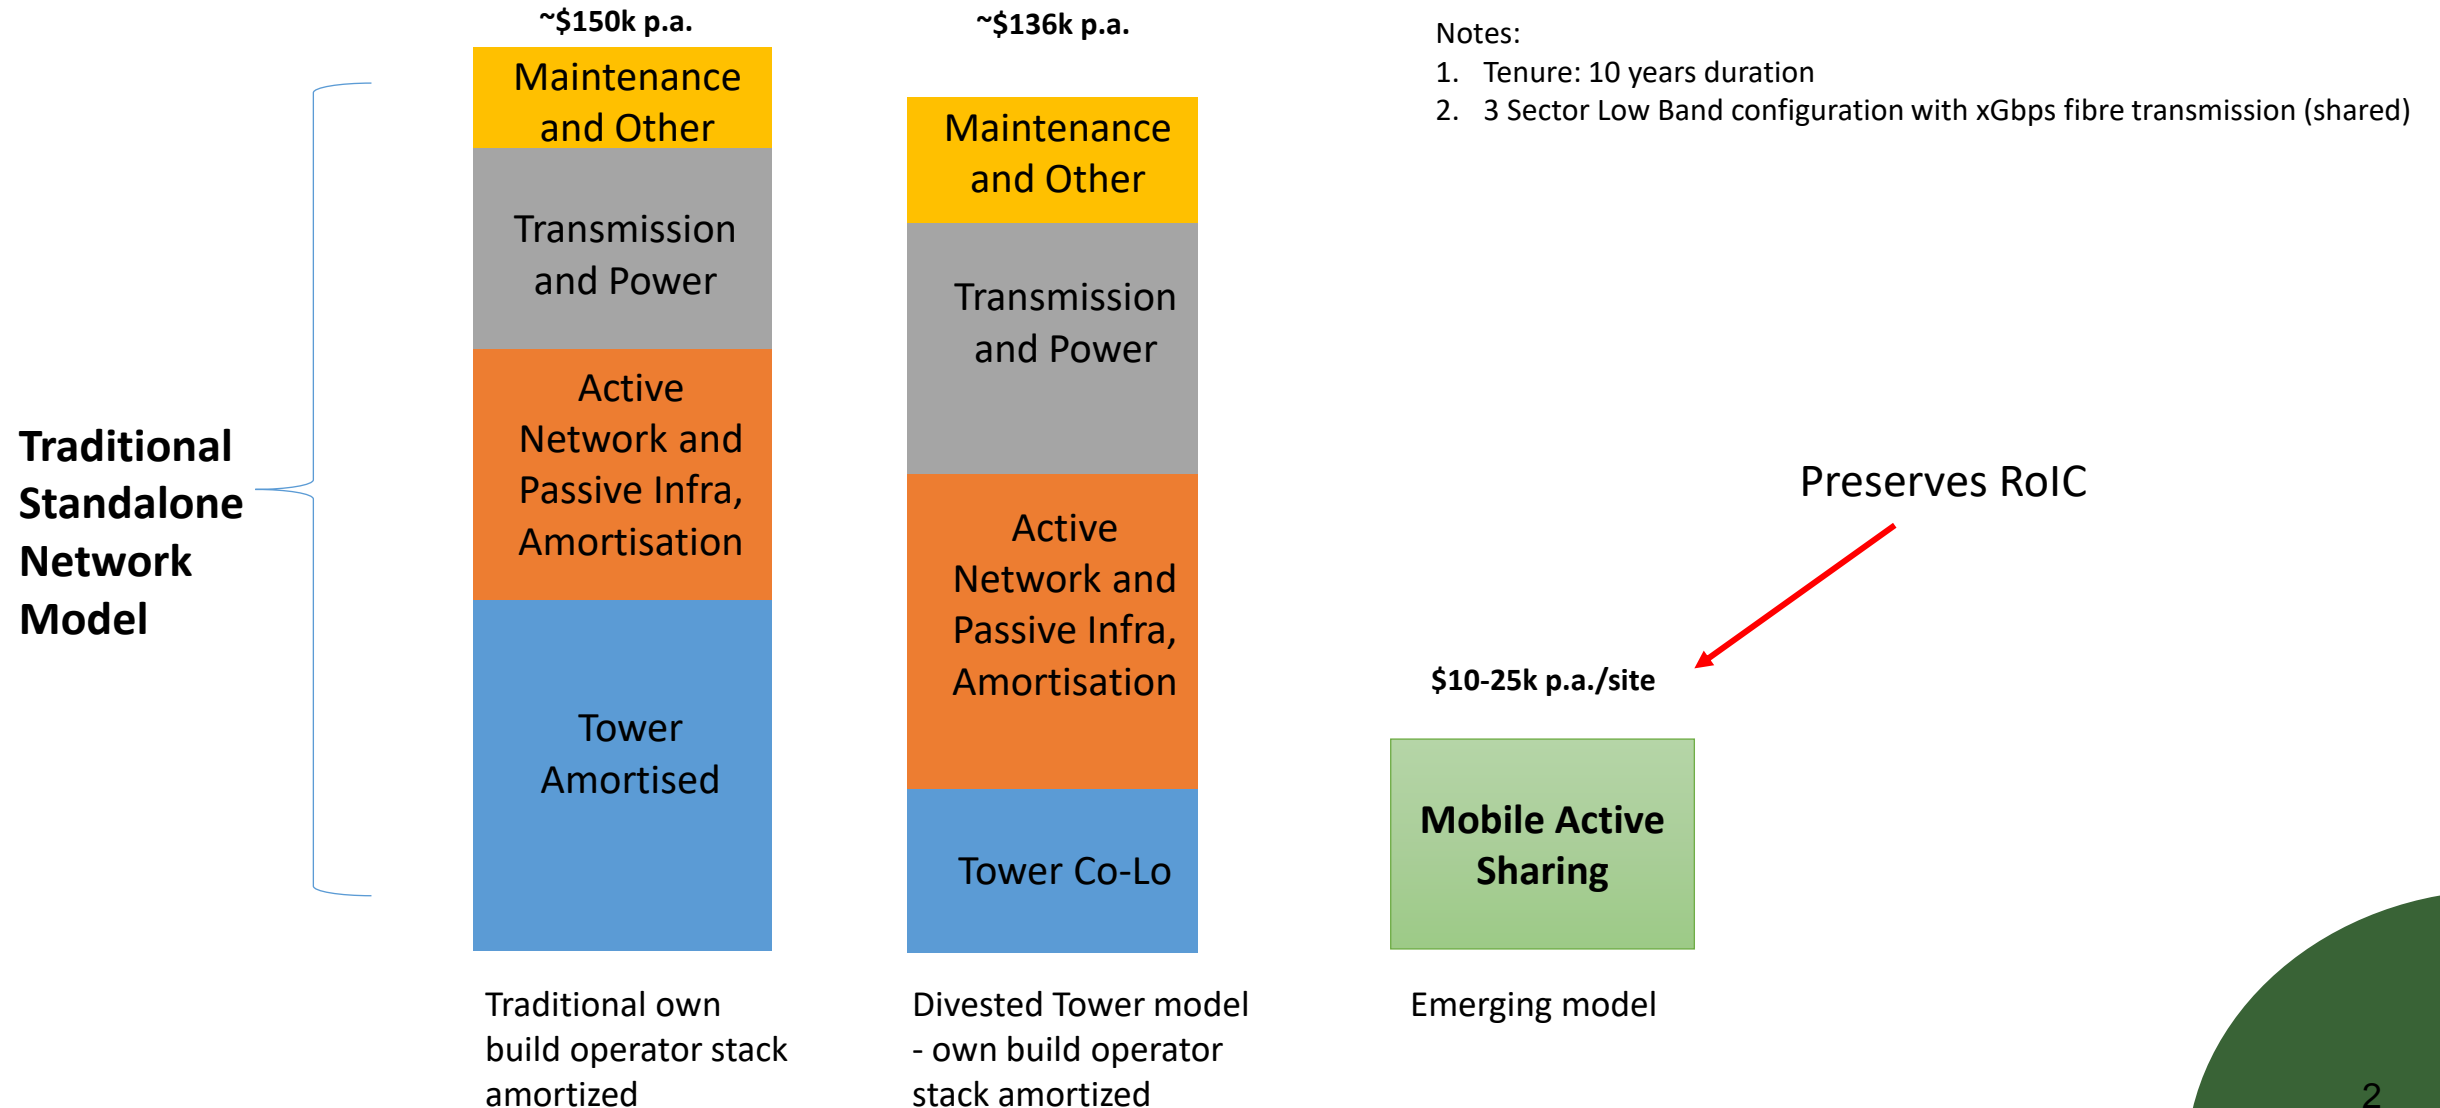 ~$150k p.a.
Maintenance
and Other
Transmission
and Power
Active
Network and
Passive Infra,
Amortisation
Tower
Amortised
Traditional own
build operator stack
amortized
~$136k p.a.
Maintenance
and Other
Transmission
and Power
Active
Network and
Passive Infra,
Amortisation
Tower Co-Lo
Divested Tower model
- own build operator
stack amortized
Traditional
Standalone
Network
Model
Notes:
1. Tenure: 10 years duration
2. 3 Sector Low Band configuration with xGbps fibre transmission (shared)
Preserves RoIC
$10-25k p.a./site
Mobile Active
Sharing
Emerging model
2